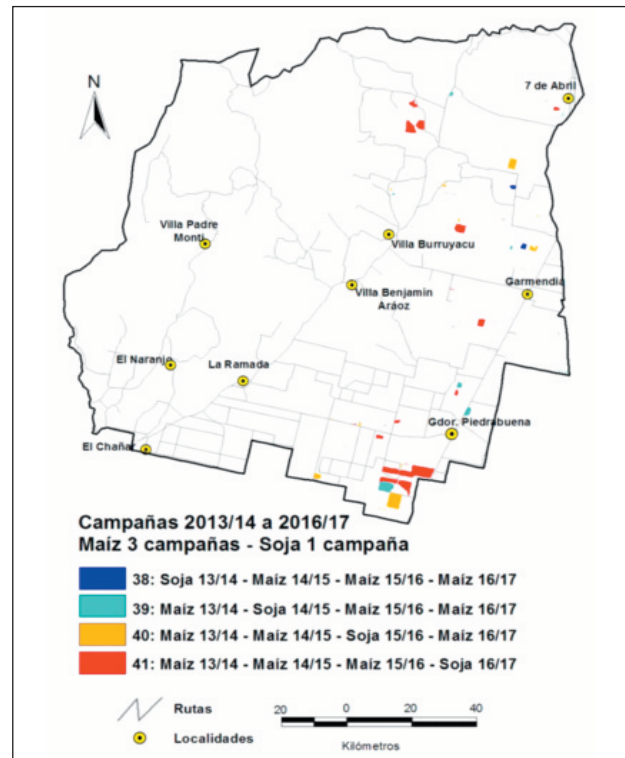 N
7 de Abril
Villa Padre
Monti
Villa Burruyacu
Garmendia
Villa Benjamín
Aráoz
El Naranjo
La Ramada
Gdor. Piedrabuena
El Chañar
Campañas 2013/14 a 2016/17
Maíz 3 campañas - Soja 1 campaña
38: Soja 13/14 - Maíz 14/15 - Maíz 15/16 - Maíz 16/17
39: Maíz 13/14 - Soja 14/15 - Maíz 15/16 - Maíz 16/17
40: Maíz 13/14 - Maíz 14/15 - Soja 15/16 - Maíz 16/17
41: Maíz 13/14 - Maíz 14/15 - Maíz 15/16 - Soja 16/17
Rutas
20 0 20 40
Localidades
Kilómetros